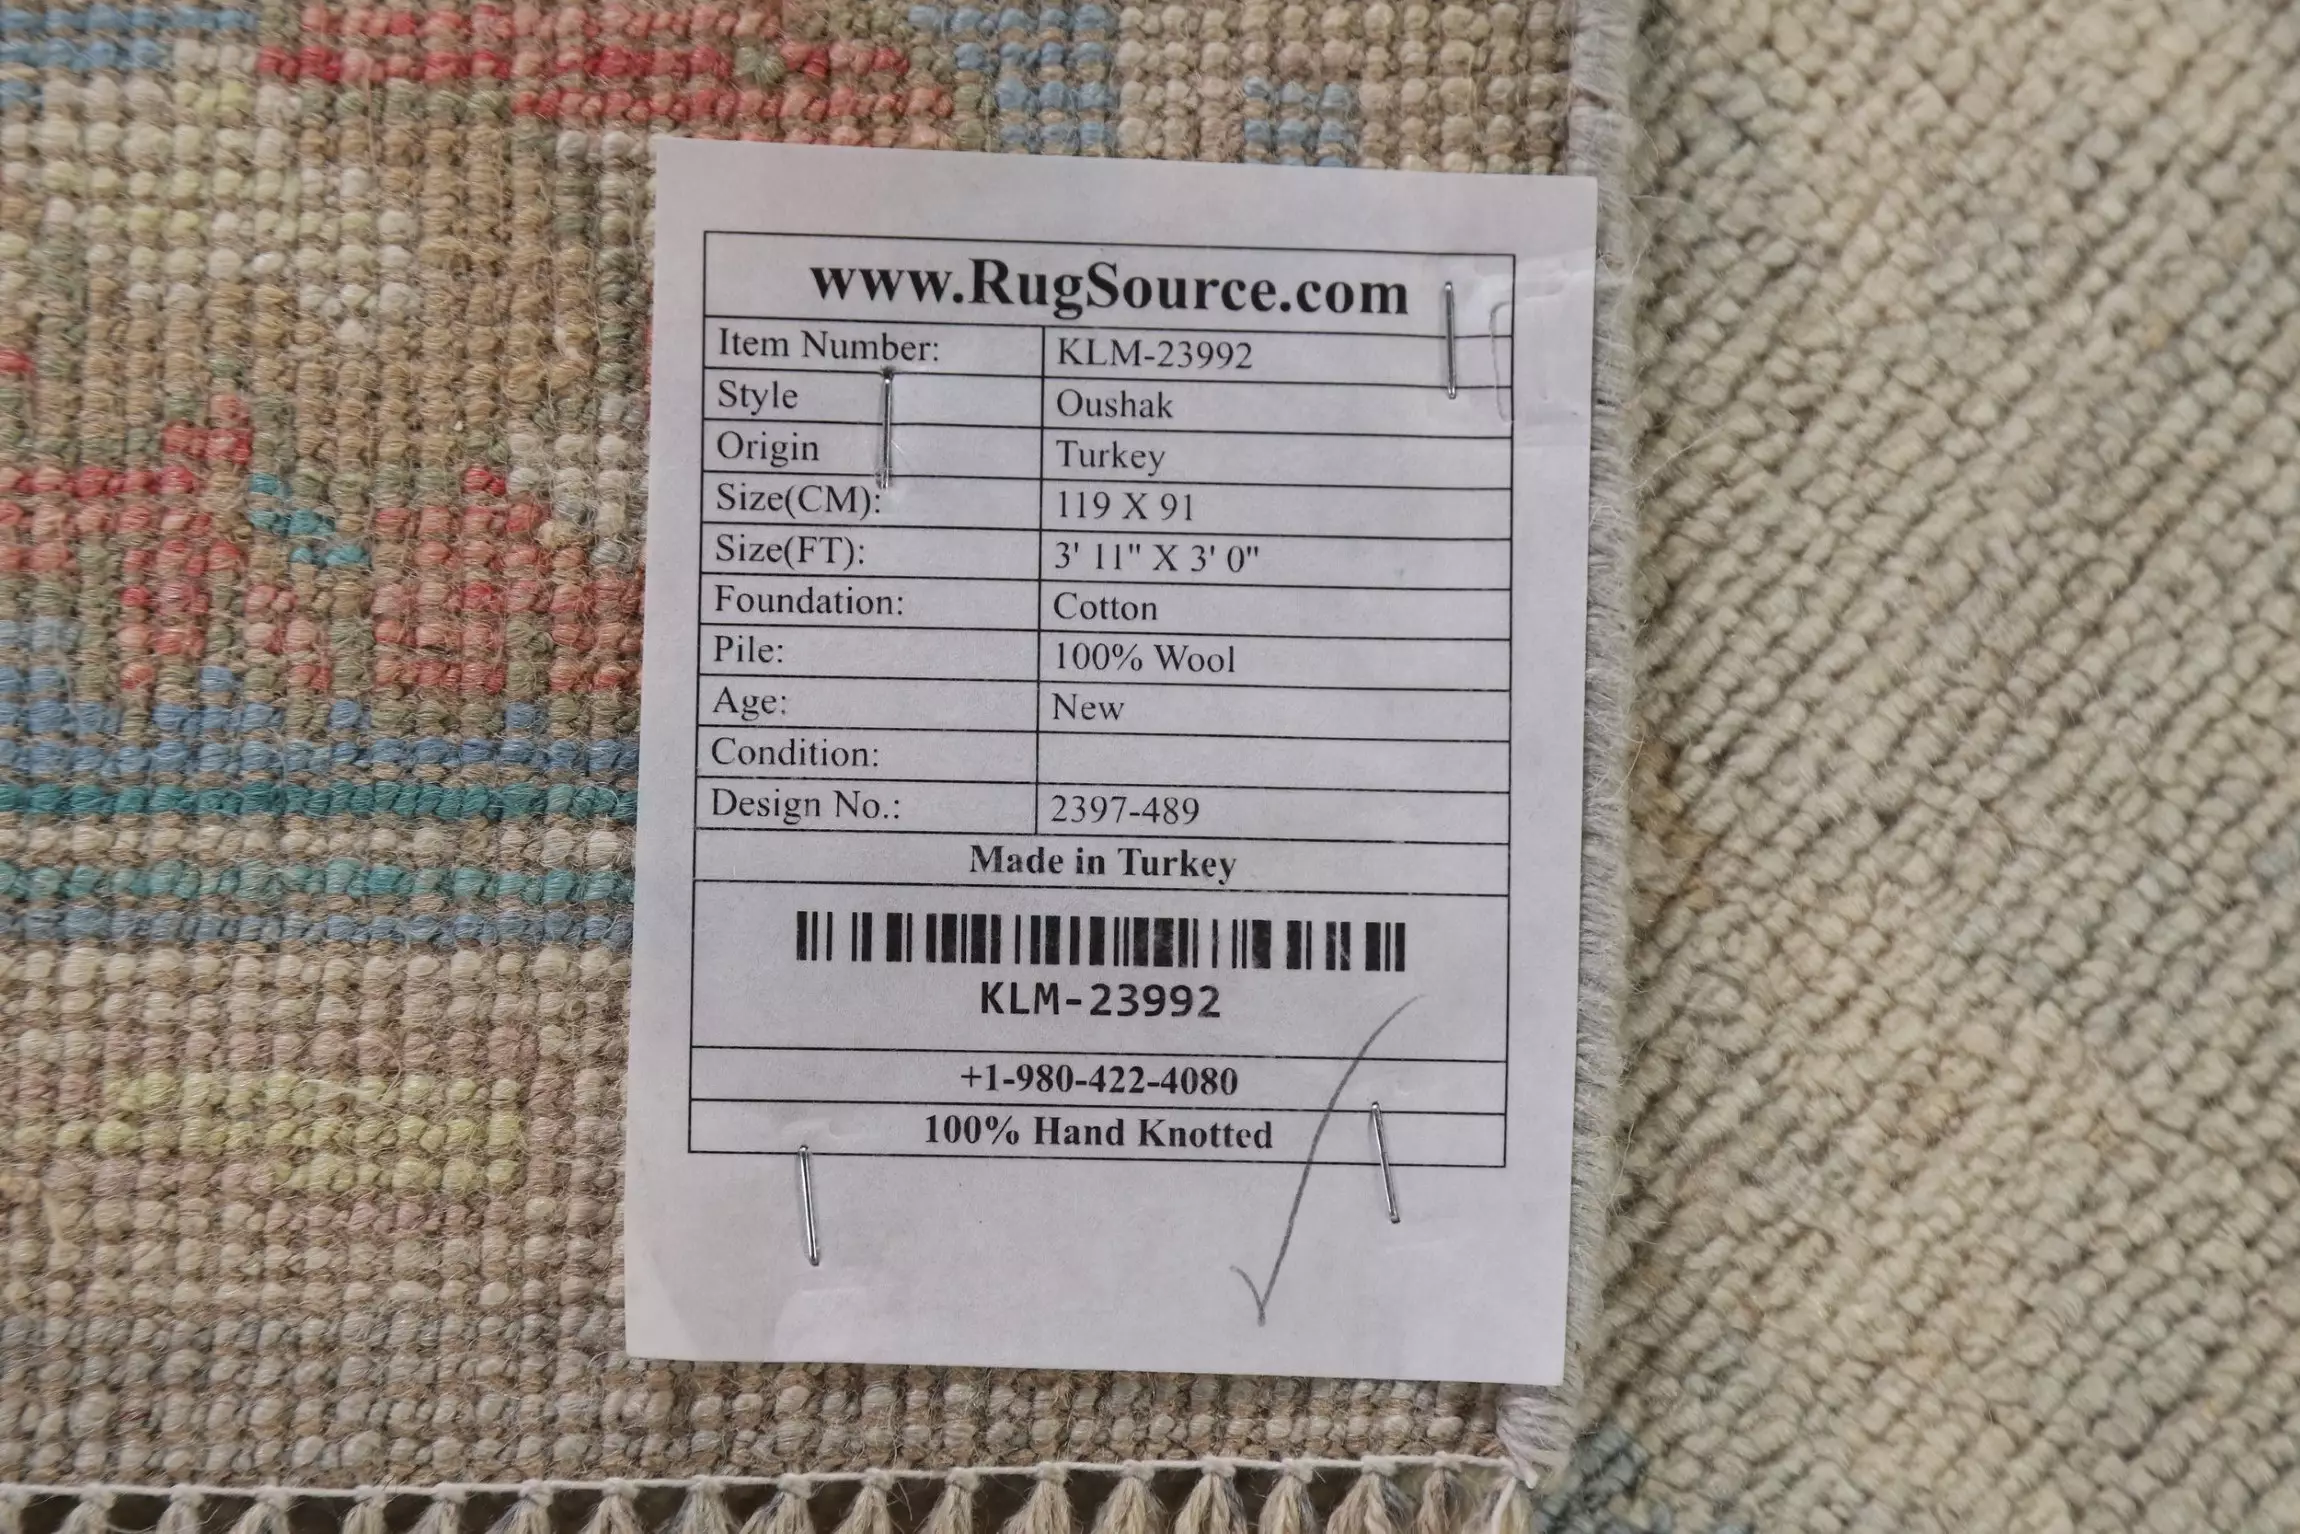 www.RugSource.com
Item Number: KLM-23992
Style Oushak
Origin Turkey
Size(CM): 119 X 91
Size(FT): 3' 11" X 3' 0"
Foundation: Cotton
Pile: 100% Wool
Age: New
Condition:
Design No.: 2397-489
Made in Turkey
KLM-23992
+1-980-422-4080
100% Hand Knotted